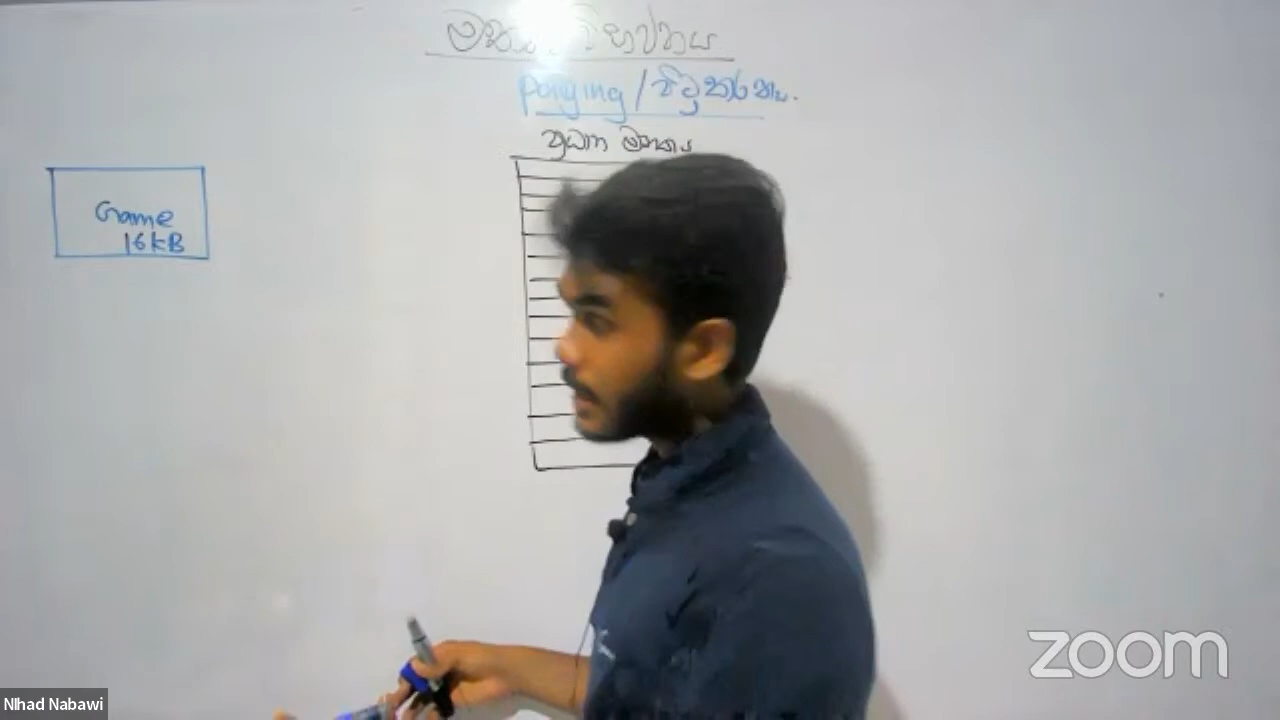 Paging / පිටුකරණය.
ප්‍රධාන මතකය
Game
16kB
zoom
NIhad Nabawi